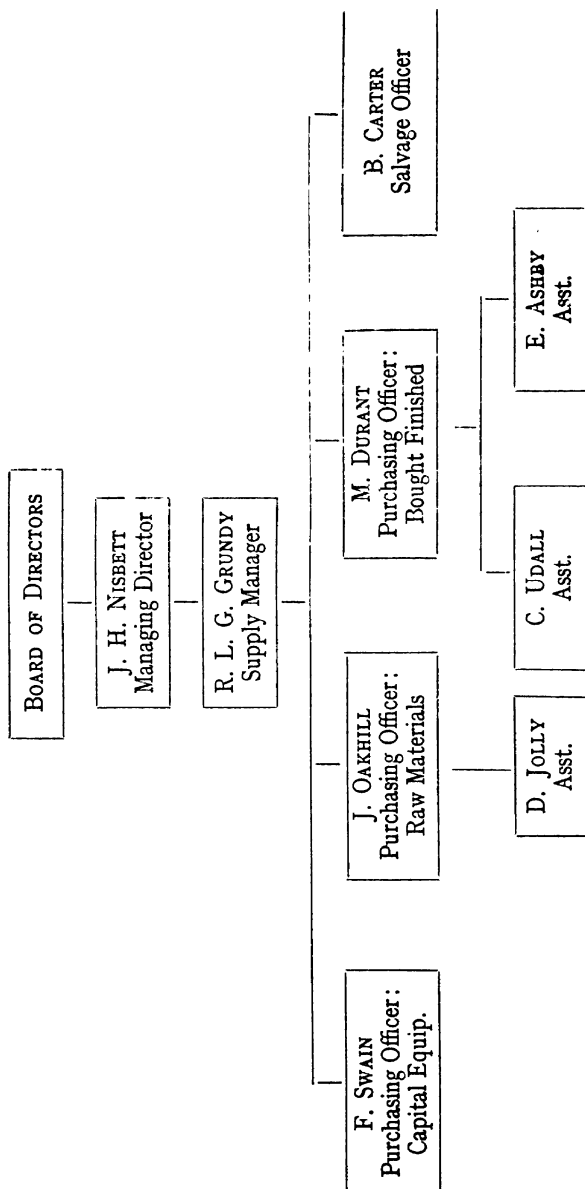 BOARD OF DIRECTORS
J. H. NISBETT
Managing Director
R. L. G. GRUNDY
Supply Manager
F. SWAIN
Purchasing Officer:
Capital Equip.
J. OAKHILL
Purchasing Officer:
Raw Materials
M. DURANT
Purchasing Officer:
Bought Finished
B. CARTER
Salvage Officer
D. JOLLY
Asst.
C. UDALL
Asst.
E. ASHBY
Asst.